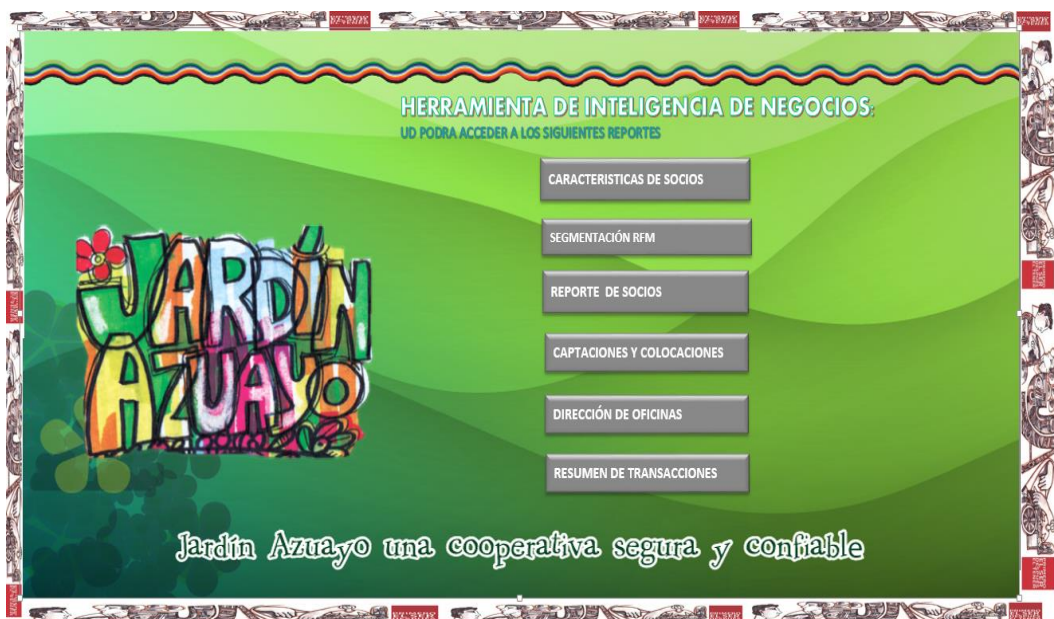 HERRAMIENTA DE INTELIGENCIA DE NEGOCIOS:
UD PODRA ACCEDER A LOS SIGUIENTES REPORTES
CARACTERISTICAS DE SOCIOS
SEGMENTACIÓN RFM
REPORTE DE SOCIOS
CAPTACIONES Y COLOCACIONES
DIRECCIÓN DE OFICINAS
RESUMEN DE TRANSACCIONES
JARDÍN
AZUAYO
Jardín Azuayo una cooperativa segura y confiable